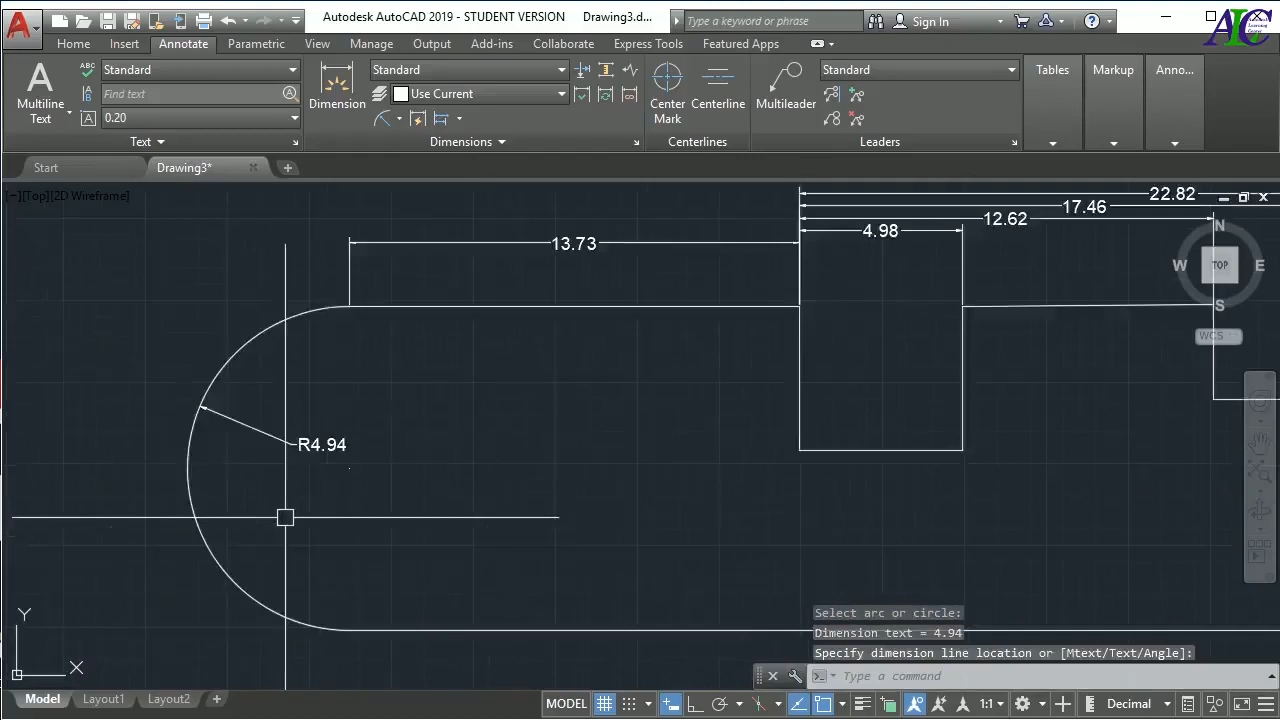 Autodesk AutoCAD 2019 - STUDENT VERSION Drawing3.d... Type a keyword or phrase Sign In
ALC
A
Home Insert Annotate Parametric View Manage Output Add-ins Collaborate Express Tools Featured Apps
ABC Standard Standard Standard Tables Markup Anno...
Find text Use Current
Multiline Text Dimension Center Mark Centerline Multileader
0.20
Text Dimensions Centerlines Leaders
Start Drawing3*
[−][Top][2D Wireframe]
22.82
17.46
12.62
4.98
13.73
N
W TOP E
S
WCS
R4.94
Select arc or circle:
Dimension text = 4.94
Specify dimension line location or [Mtext/Text/Angle]:
Type a command
Y
X
Model Layout1 Layout2 + MODEL 1:1 Decimal